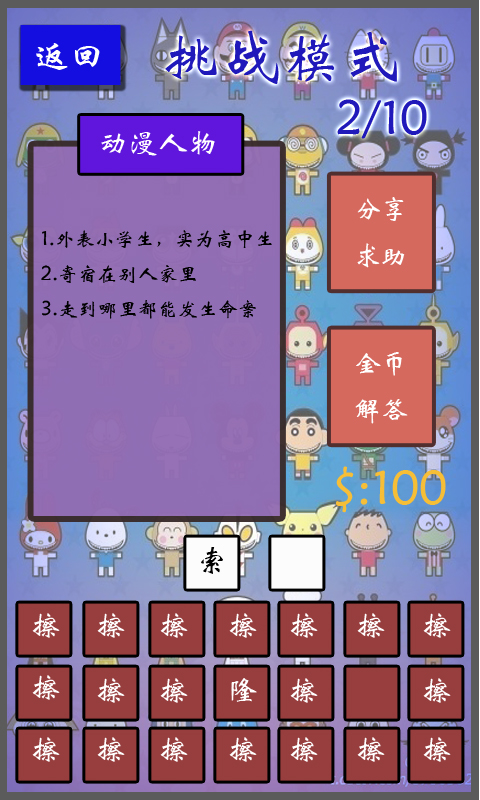 返回
挑战模式
2/10
动漫人物
1.外表小学生，实为高中生
2.寄宿在别人家里
3.走到哪里都能发生命案
分享
求助
金币
解答
$:100
索
擦 擦 擦 擦 擦 擦 擦
擦 擦 擦 隆 擦 擦
擦 擦 擦 擦 擦 擦 擦